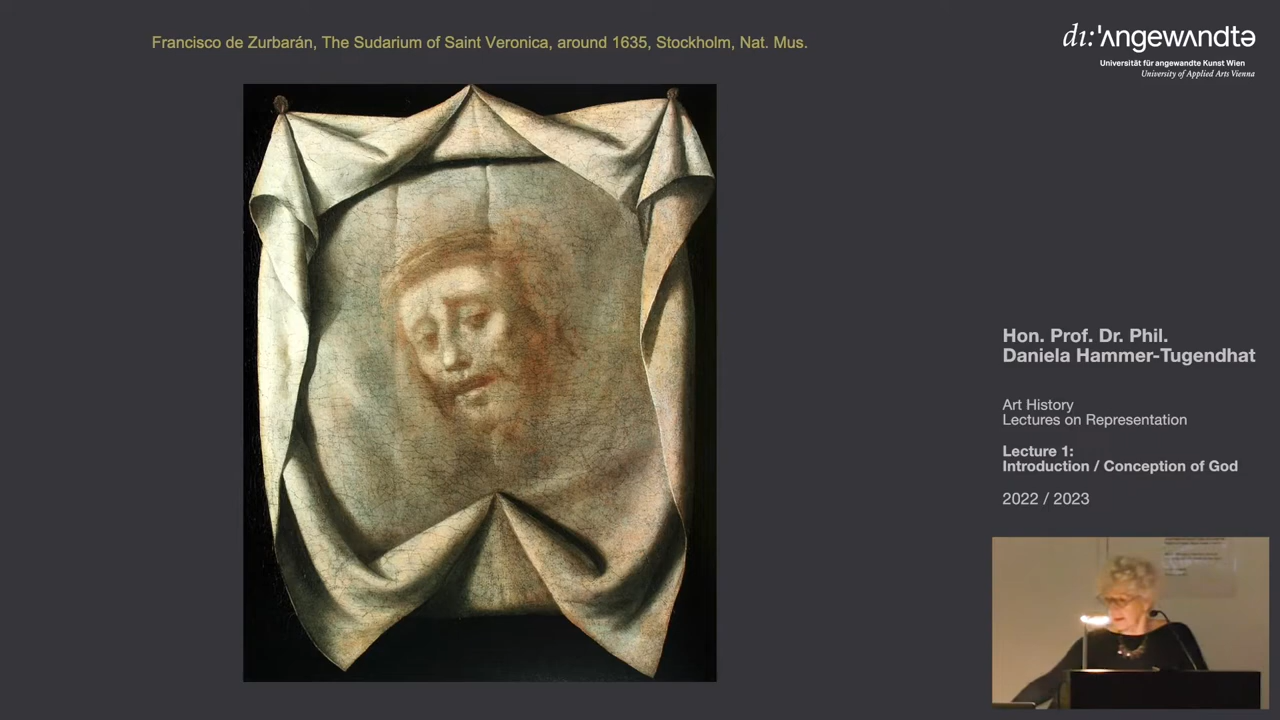 Francisco de Zurbarán, The Sudarium of Saint Veronica, around 1635, Stockholm, Nat. Mus.
dı:'ʌngewʌndtə
Universität für angewandte Kunst Wien
University of Applied Arts Vienna
Hon. Prof. Dr. Phil.
Daniela Hammer-Tugendhat
Art History
Lectures on Representation
Lecture 1:
Introduction / Conception of God
2022 / 2023